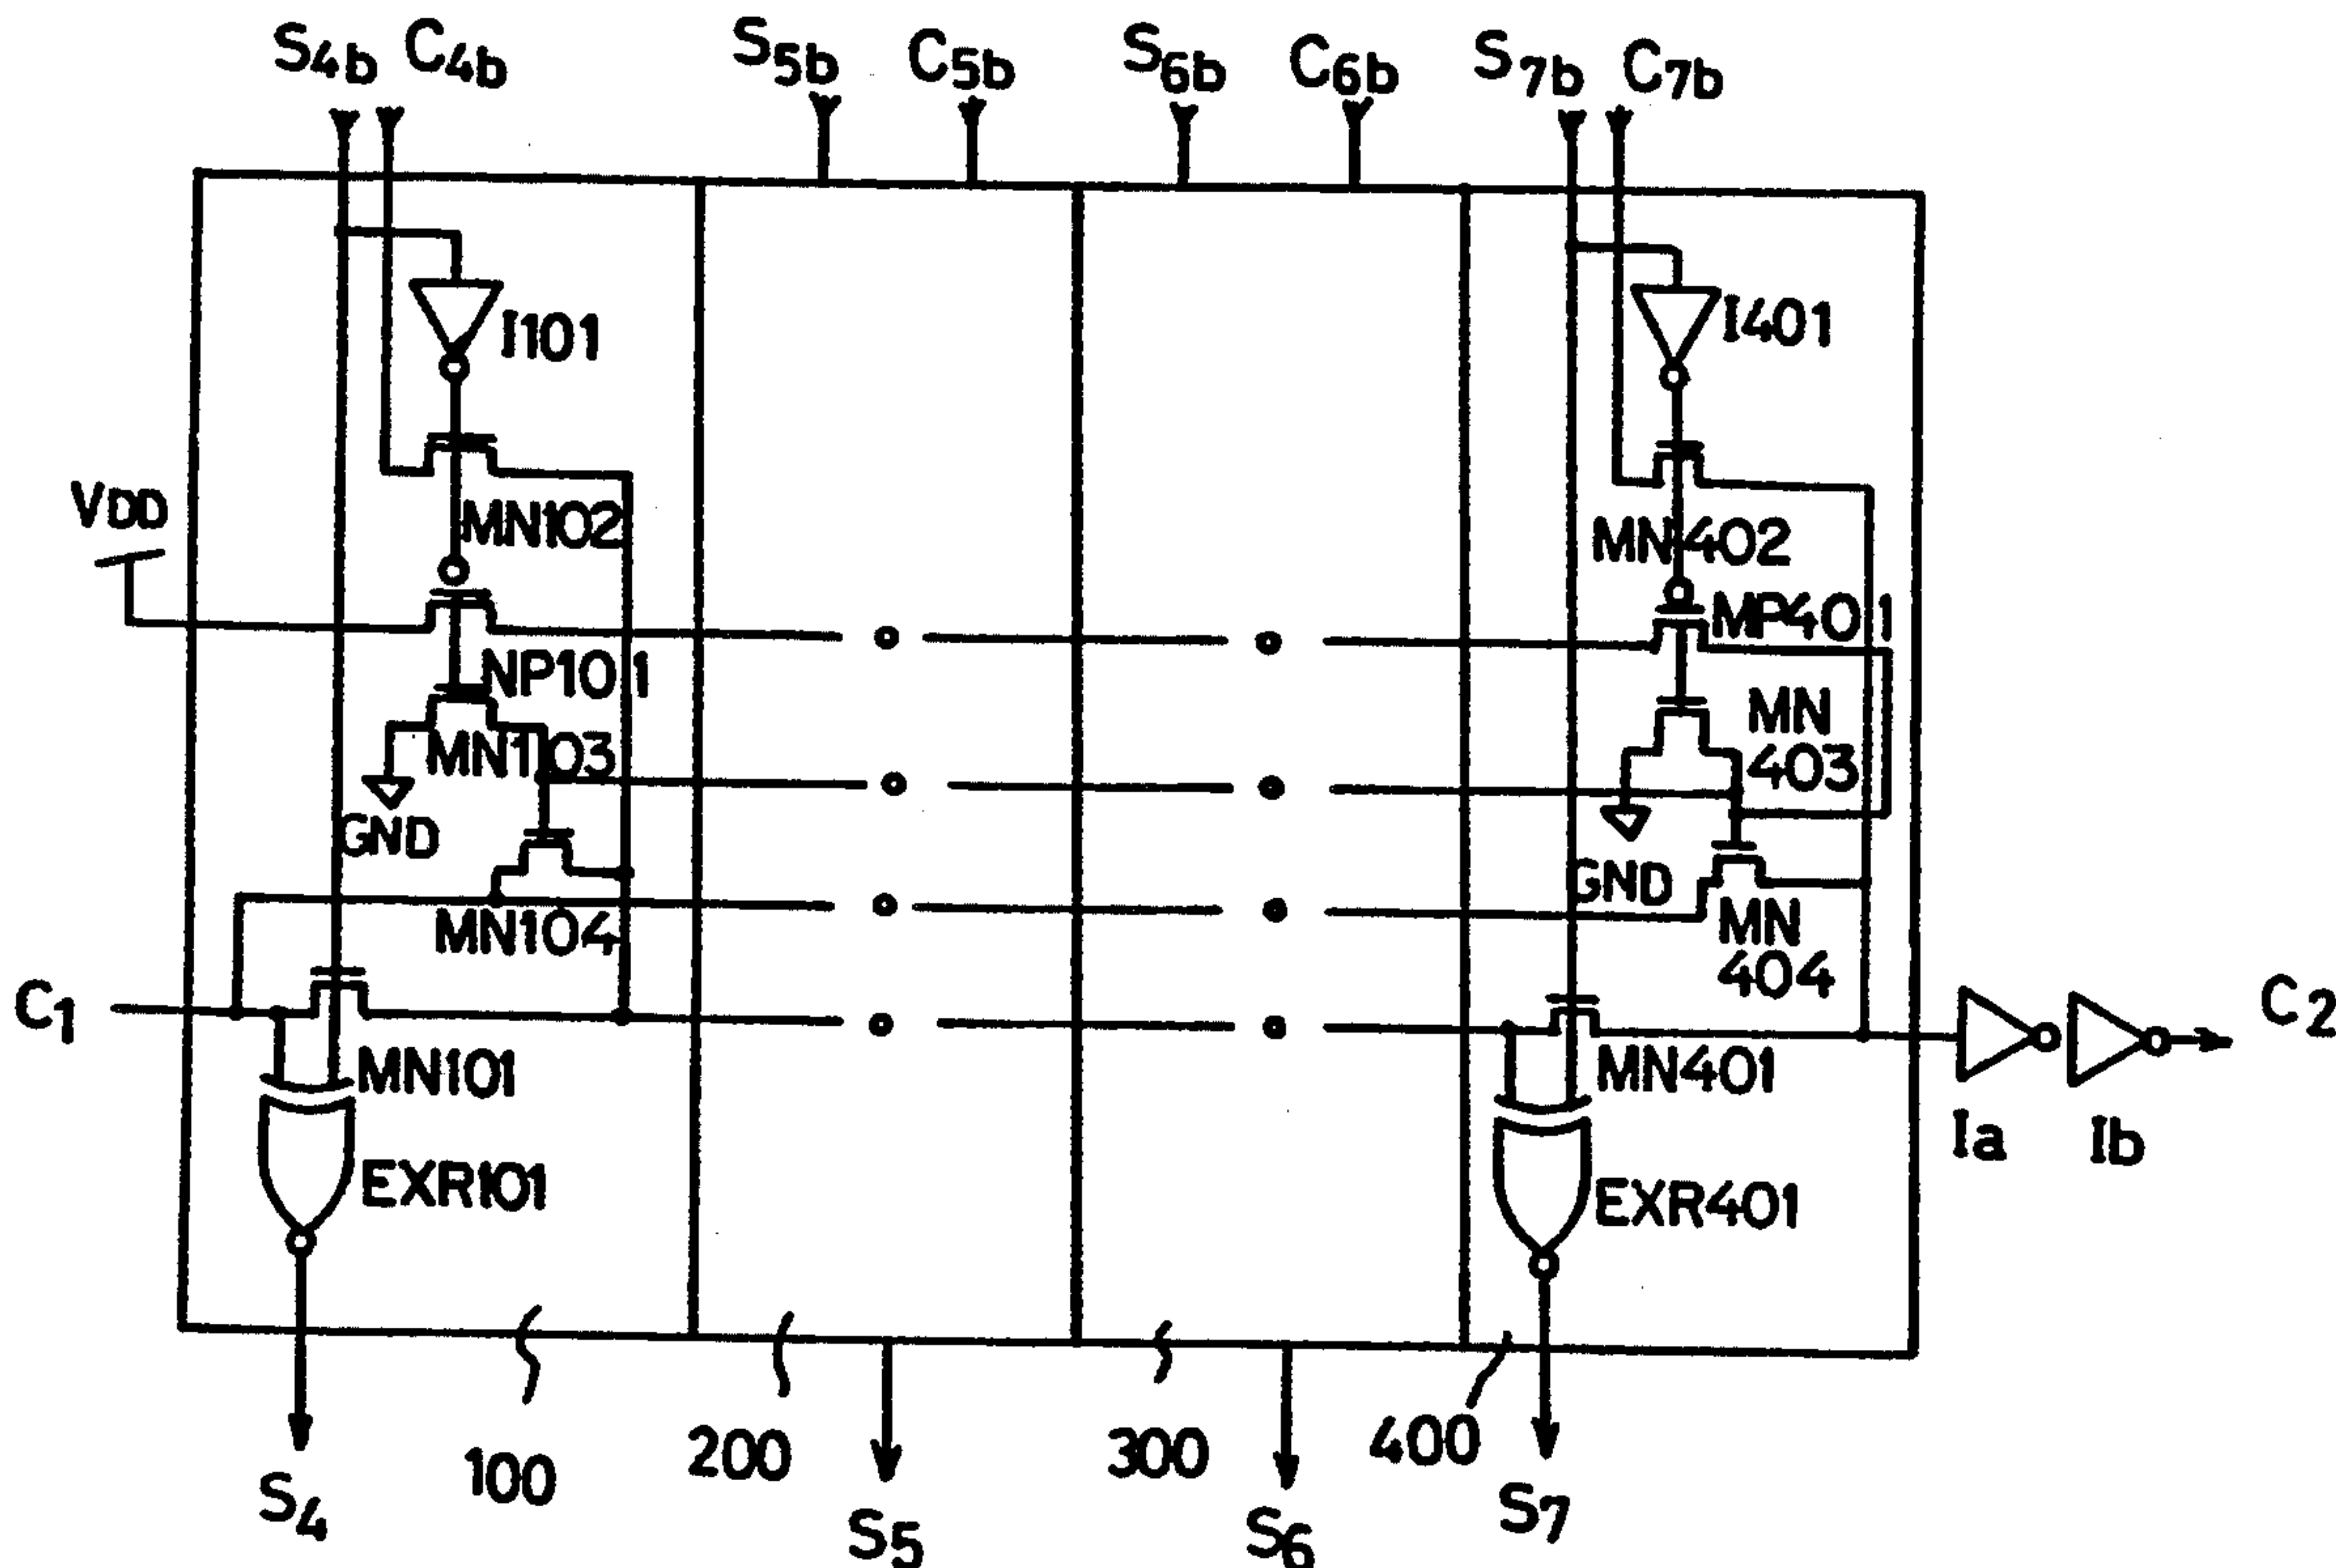 S4b C4b S5b C5b S6b C6b S7b C7b
I101
I401
VDD
MN102
MN402
MP401
NP101
MN
403
MN103
GND
GND
MN104
MN
404
C1
C2
MN101
MN401
Ia
Ib
EXR101
EXR401
100
200
300
400
S4
S5
S6
S7